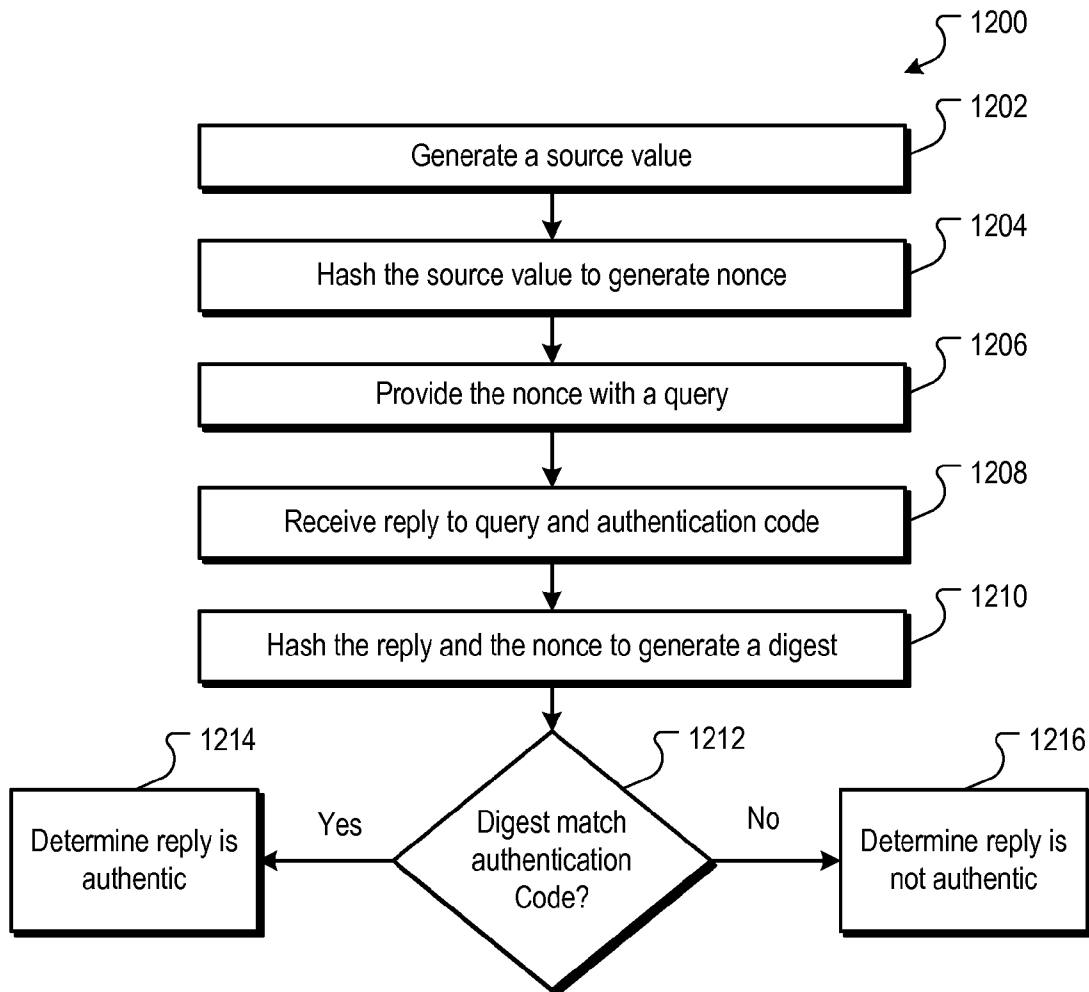 1200
1202
Generate a source value
1204
Hash the source value to generate nonce
1206
Provide the nonce with a query
1208
Receive reply to query and authentication code
1210
Hash the reply and the nonce to generate a digest
1214
1212
1216
Determine reply is
authentic
Yes
Digest match
authentication
Code?
No
Determine reply is
not authentic